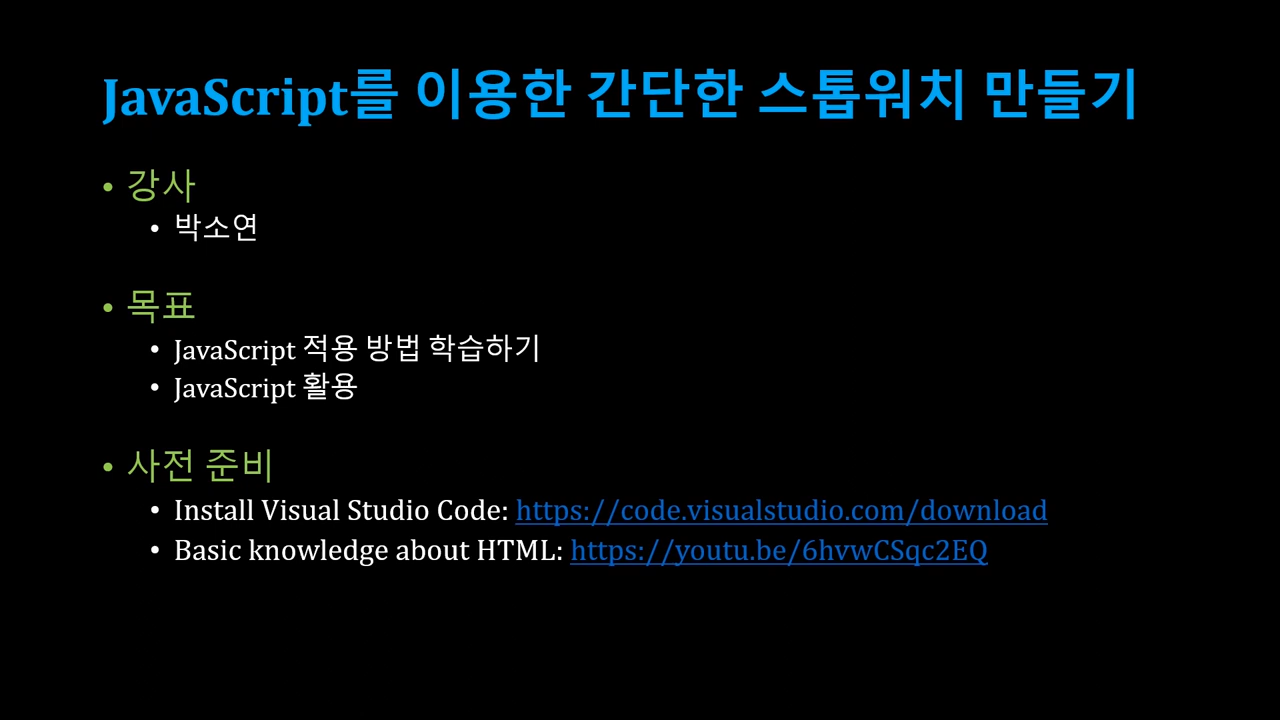 JavaScript를 이용한 간단한 스톱워치 만들기
• 강사
• 박소연
• 목표
• JavaScript 적용 방법 학습하기
• JavaScript 활용
• 사전 준비
• Install Visual Studio Code: https://code.visualstudio.com/download
• Basic knowledge about HTML: https://youtu.be/6hvwCSqc2EQ